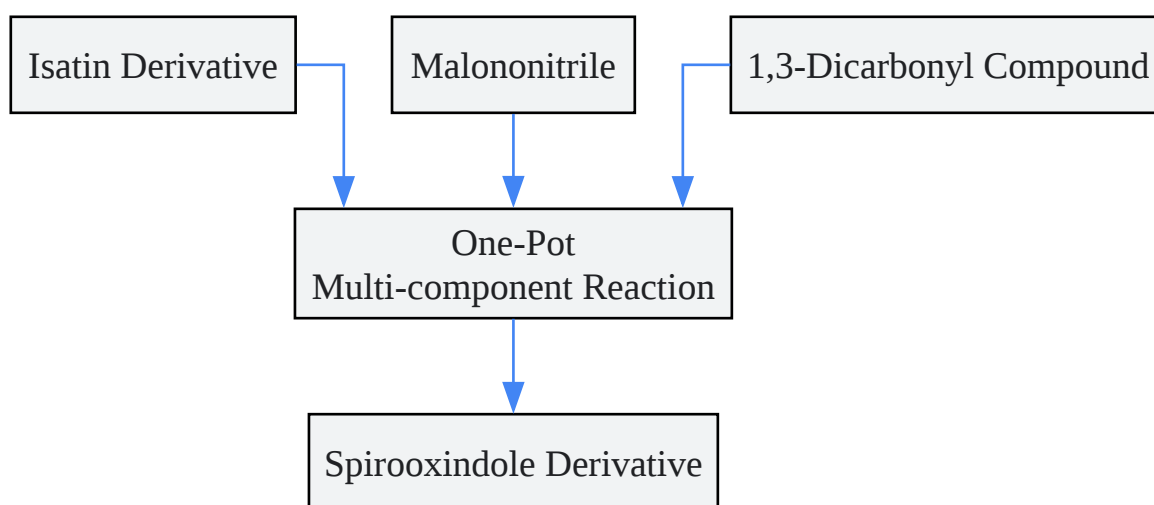 Isatin Derivative
Malononitrile
1,3-Dicarbonyl Compound
One-Pot
Multi-component Reaction
Spirooxindole Derivative